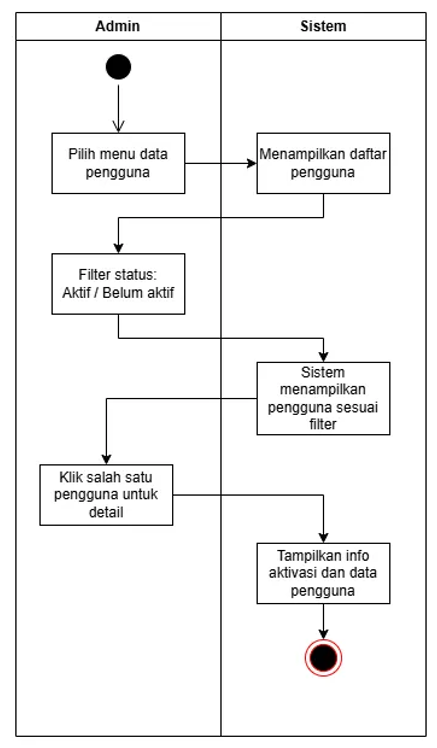 Admin
Sistem
Pilih menu data
pengguna
Menampilkan daftar
pengguna
Filter status:
Aktif / Belum aktif
Sistem
menampilkan
pengguna sesuai
filter
Klik salah satu
pengguna untuk
detail
Tampilkan info
aktivasi dan data
pengguna